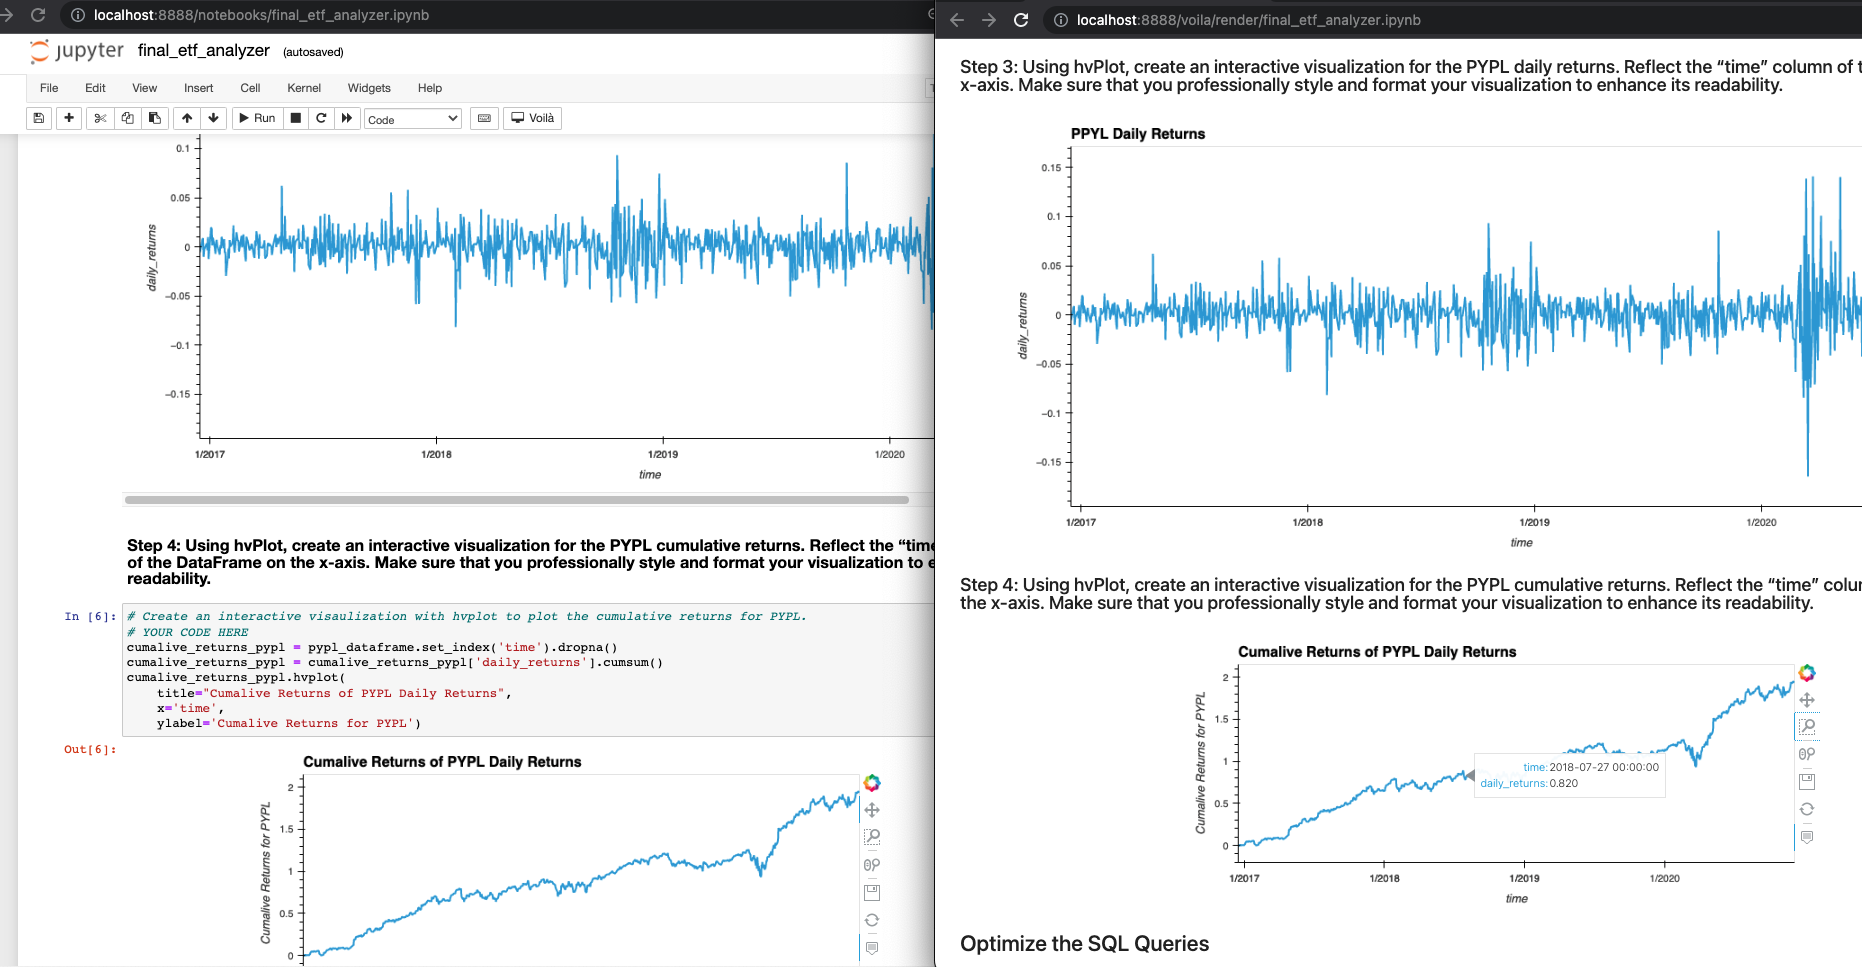 localhost:8888/notebooks/final_etf_analyzer.ipynb
jupyter final_etf_analyzer (autosaved)
File Edit View Insert Cell Kernel Widgets Help
Run Code Voilà
0.1
0.05
0
−0.05
−0.1
−0.15
daily_returns
1/2017 1/2018 1/2019 1/2020
time
Step 4: Using hvPlot, create an interactive visualization for the PYPL cumulative returns. Reflect the “time
of the DataFrame on the x-axis. Make sure that you professionally style and format your visualization to e
readability.
In [6]:
# Create an interactive visaulization with hvplot to plot the cumulative returns for PYPL.
# YOUR CODE HERE
cumalive_returns_pypl = pypl_dataframe.set_index('time').dropna()
cumalive_returns_pypl = cumalive_returns_pypl['daily_returns'].cumsum()
cumalive_returns_pypl.hvplot(
title="Cumalive Returns of PYPL Daily Returns",
x='time',
ylabel='Cumalive Returns for PYPL')
Out[6]:
Cumalive Returns of PYPL Daily Returns
2
1.5
1
0.5
0
Cumalive Returns for PYPL
localhost:8888/voila/render/final_etf_analyzer.ipynb
Step 3: Using hvPlot, create an interactive visualization for the PYPL daily returns. Reflect the “time” column of t
x-axis. Make sure that you professionally style and format your visualization to enhance its readability.
PPYL Daily Returns
0.15
0.1
0.05
0
−0.05
−0.1
−0.15
daily_returns
1/2017 1/2018 1/2019 1/2020
time
Step 4: Using hvPlot, create an interactive visualization for the PYPL cumulative returns. Reflect the “time” colu
the x-axis. Make sure that you professionally style and format your visualization to enhance its readability.
Cumalive Returns of PYPL Daily Returns
2
1.5
1
0.5
0
Cumalive Returns for PYPL
time: 2018-07-27 00:00:00
daily_returns: 0.820
1/2017 1/2018 1/2019 1/2020
time
Optimize the SQL Queries